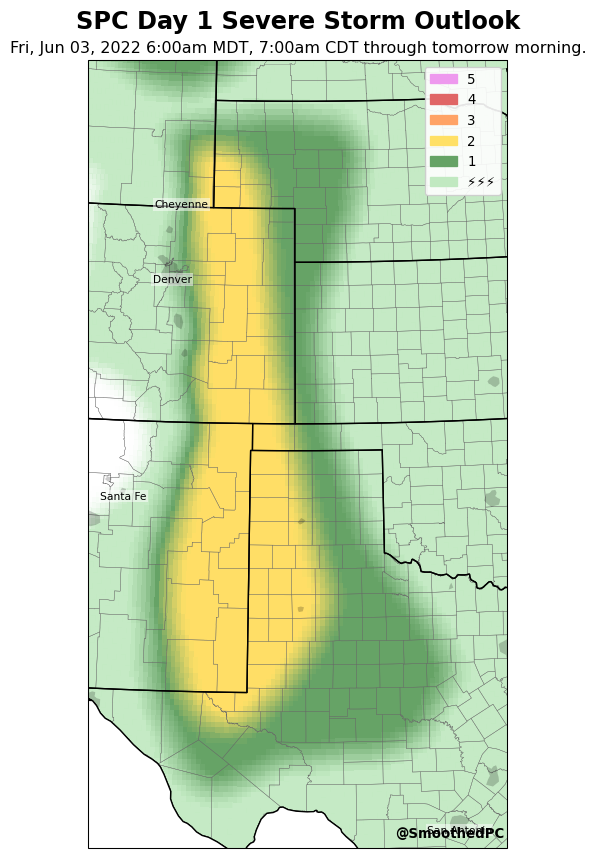 SPC Day 1 Severe Storm Outlook
Fri, Jun 03, 2022 6:00am MDT, 7:00am CDT through tomorrow morning.
5
4
3
2
1
⚡⚡⚡
Cheyenne
Denver
Santa Fe
San Antonio
@SmoothedPC